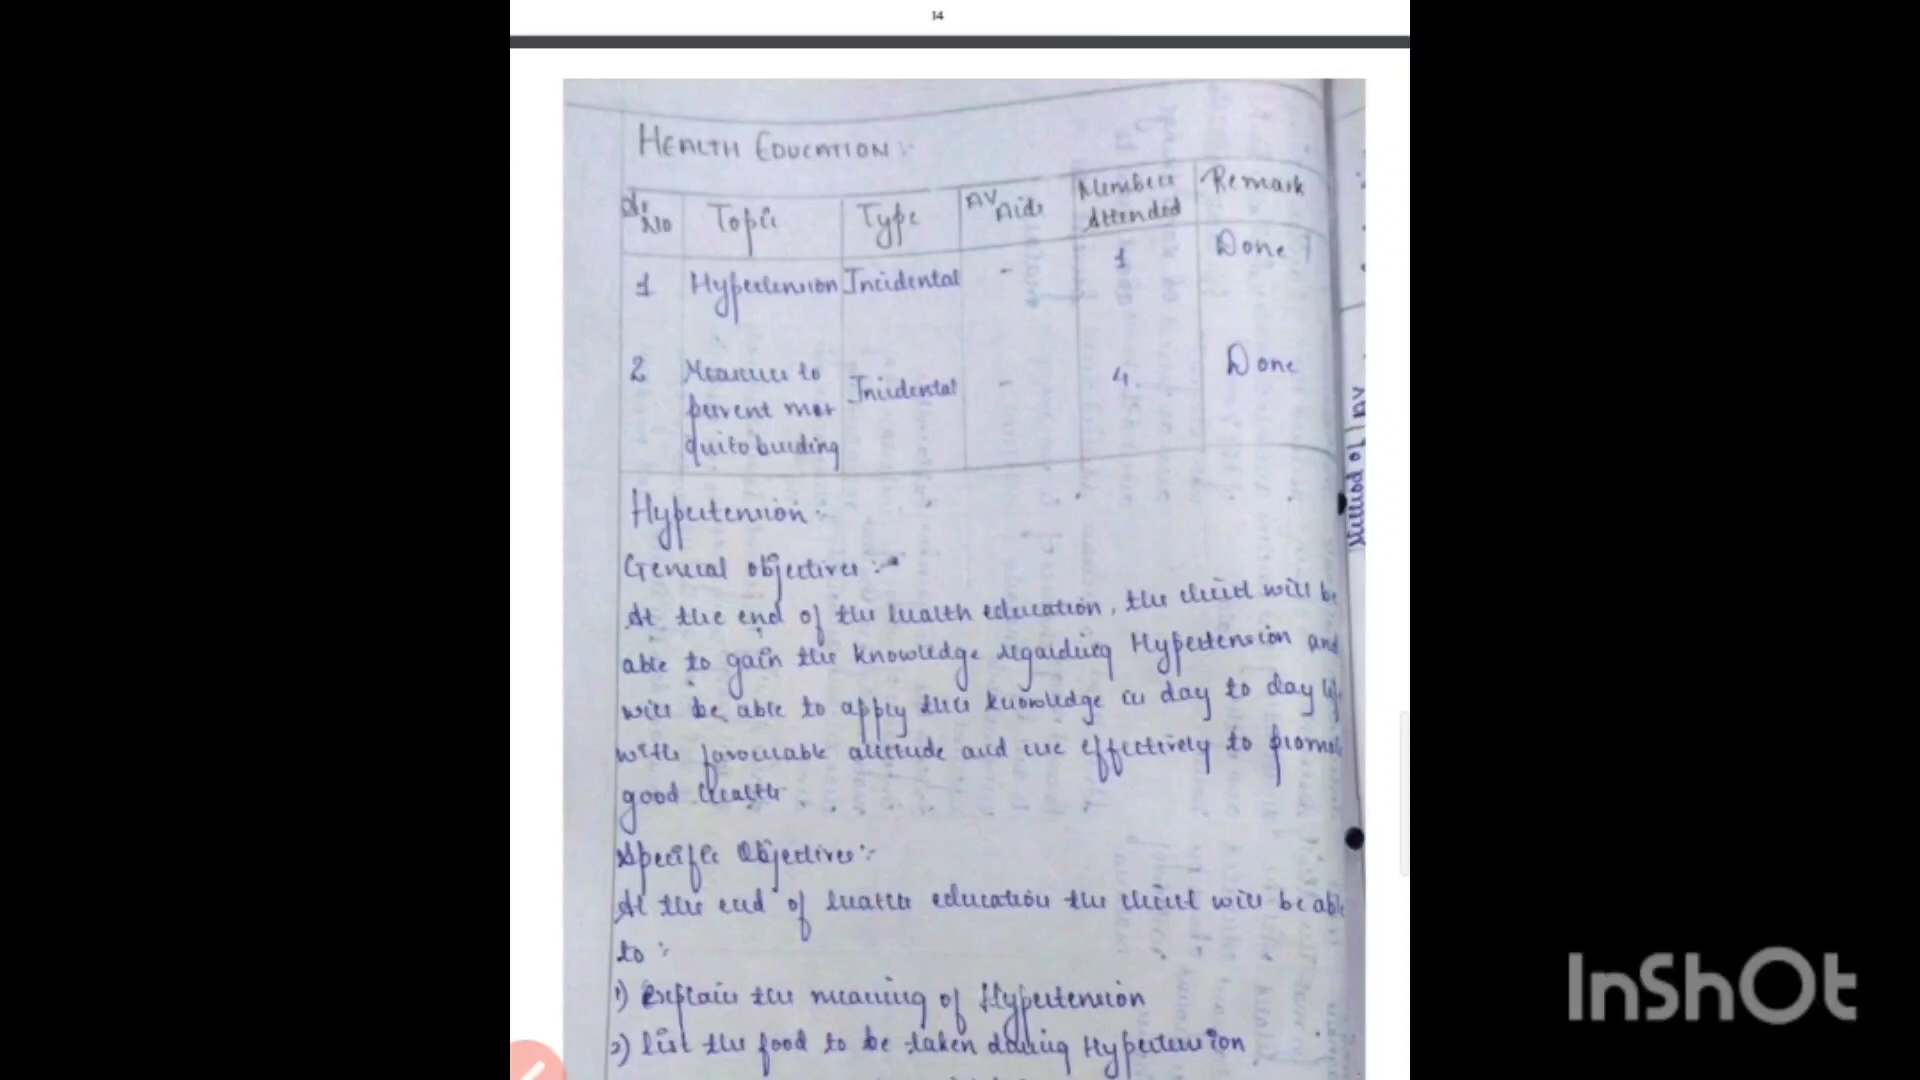 14
HEALTH EDUCATION :-
Sr No | Topic | Type | AV Aids | Members Attended | Remark
1 | Hypertension | Incidental | - | 1 | Done
2 | Measures to prevent mos quito breeding | Incidental | - | 4 | Done
Hypertension :-
General objectives :-
At the end of the health education, the client will be
able to gain the knowledge regarding Hypertension and
will be able to apply this knowledge in day to day life
with favourable attitude and use effectively to promote
good health
Specific Objectives :-
At the end of health education the client will be able
to :-
1) explain the meaning of Hypertension
2) list the food to be taken during Hypertension
InShOt